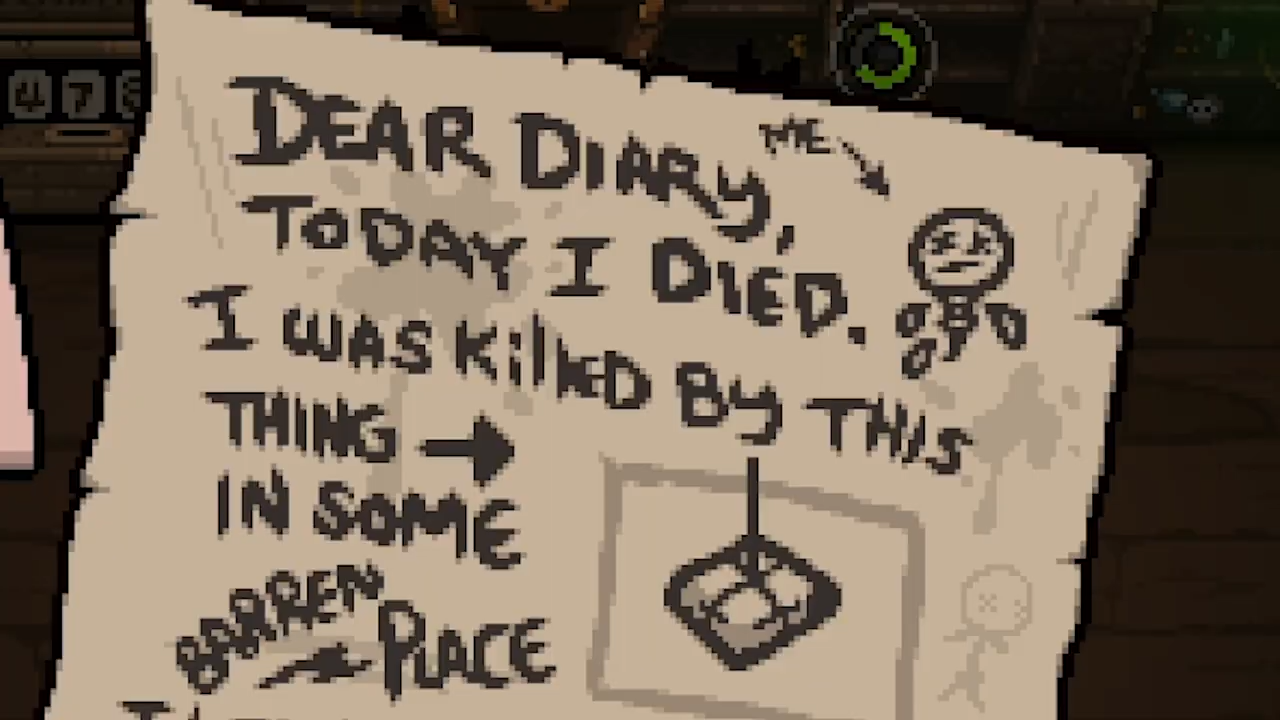 DEAR DIARY,
ME
TODAY I DIED.
I WAS KillED BY THIS
THING
IN SOME
BARREN PLACE